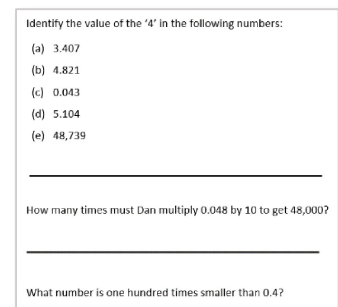 Identify the value of the ‘4’ in the following numbers:
(a) 3.407
(b) 4.821
(c) 0.043
(d) 5.104
(e) 48,739
How many times must Dan multiply 0.048 by 10 to get 48,000?
What number is one hundred times smaller than 0.4?